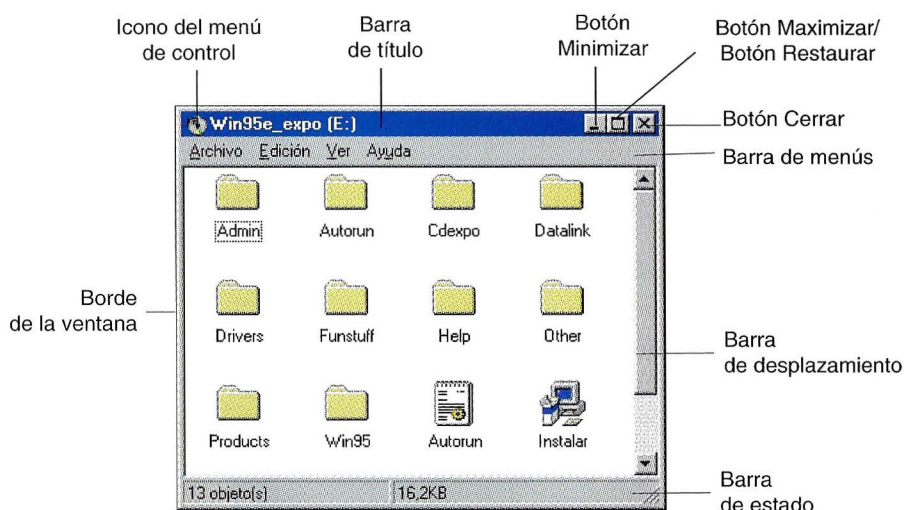 Icono del menú
de control
Barra
de título
Botón
Minimizar
Botón Maximizar/
Botón Restaurar
Win95e_expo (E:)
Botón Cerrar
Archivo Edición Ver Ayuda
Barra de menús
Admin Autorun Cdexpo Datalink
Borde
de la ventana
Drivers Funstuff Help Other
Barra
de desplazamiento
Products Win95 Autorun Instalar
13 objeto(s) 16,2KB
Barra
de estado